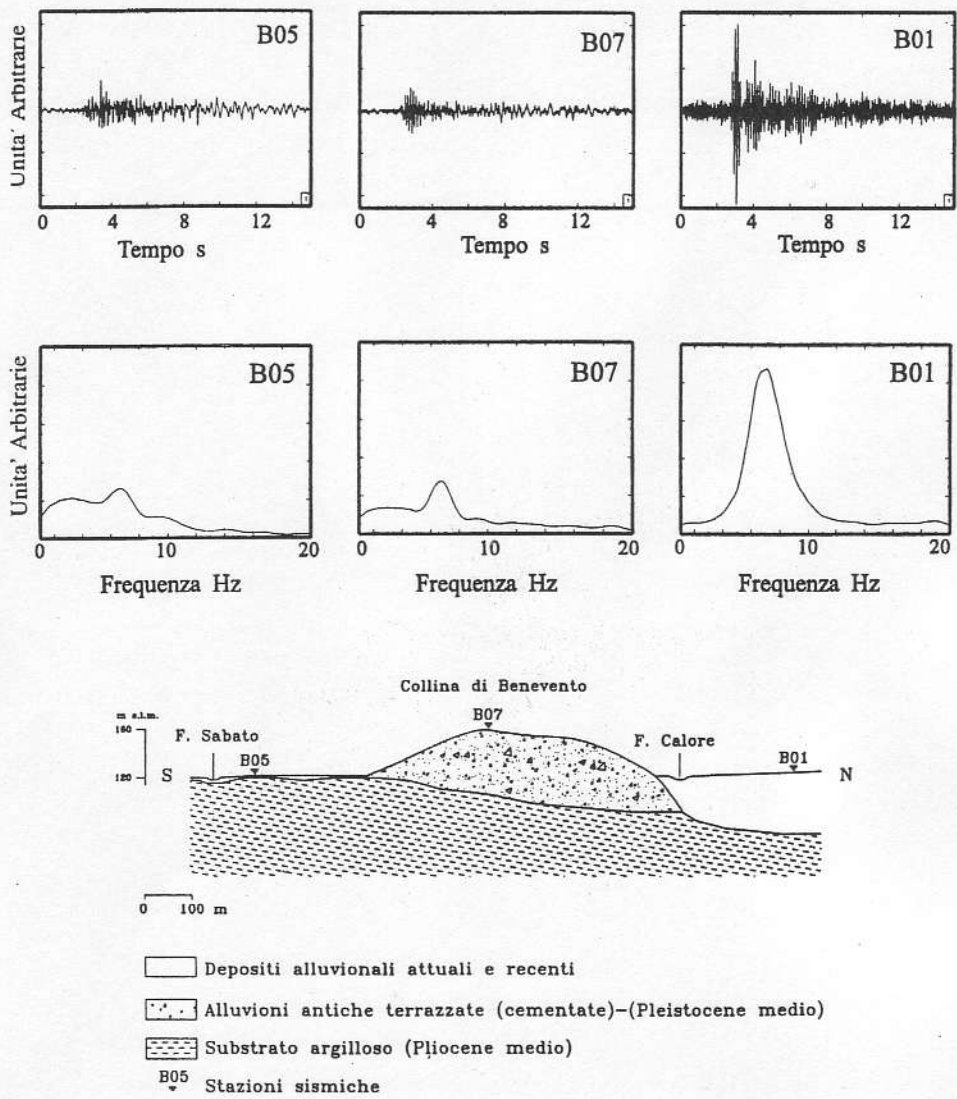 Unita' Arbitrarie
B05
B07
B01
0 4 8 12
0 4 8 12
0 4 8 12
Tempo s
Tempo s
Tempo s
Unita' Arbitrarie
B05
B07
B01
0 10 20
0 10 20
0 10 20
Frequenza Hz
Frequenza Hz
Frequenza Hz
Collina di Benevento
m s.l.m.
160
120
S
F. Sabato
B05
B07
F. Calore
B01
N
0 100 m
Depositi alluvionali attuali e recenti
Alluvioni antiche terrazzate (cementate)-(Pleistocene medio)
Substrato argilloso (Pliocene medio)
B05
Stazioni sismiche